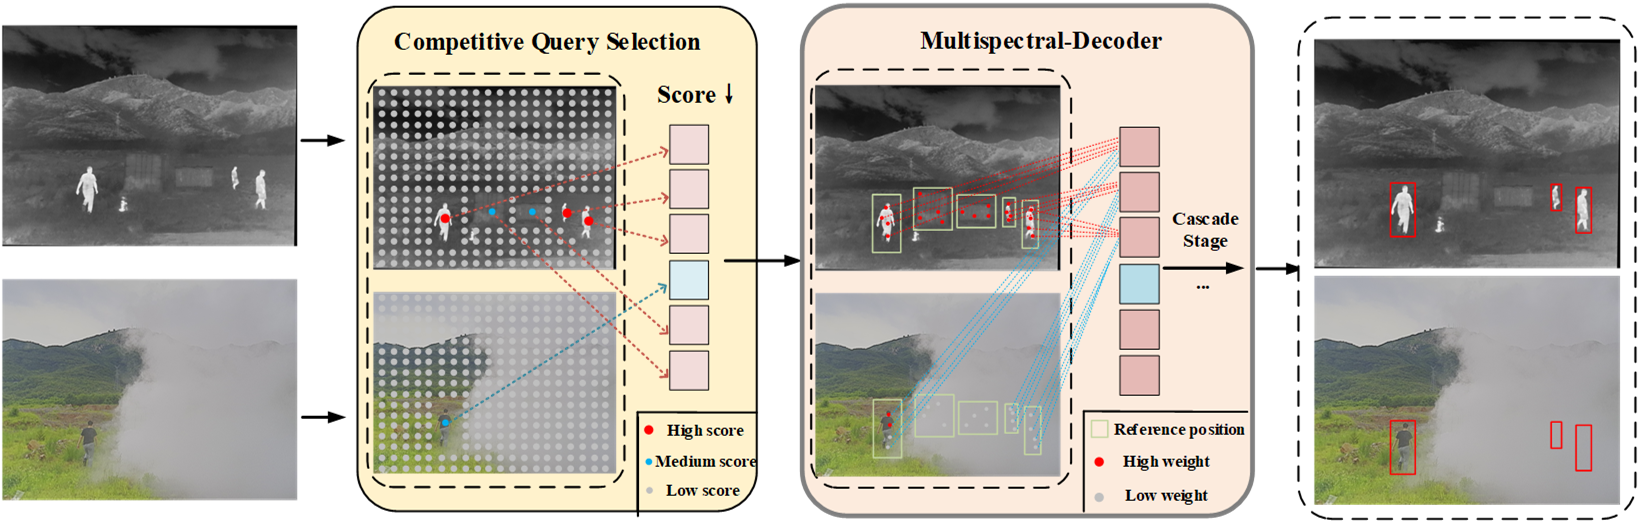 Competitive Query Selection
Score ↓
High score
Medium score
Low score
Multispectral-Decoder
Cascade
Stage
...
Reference position
High weight
Low weight